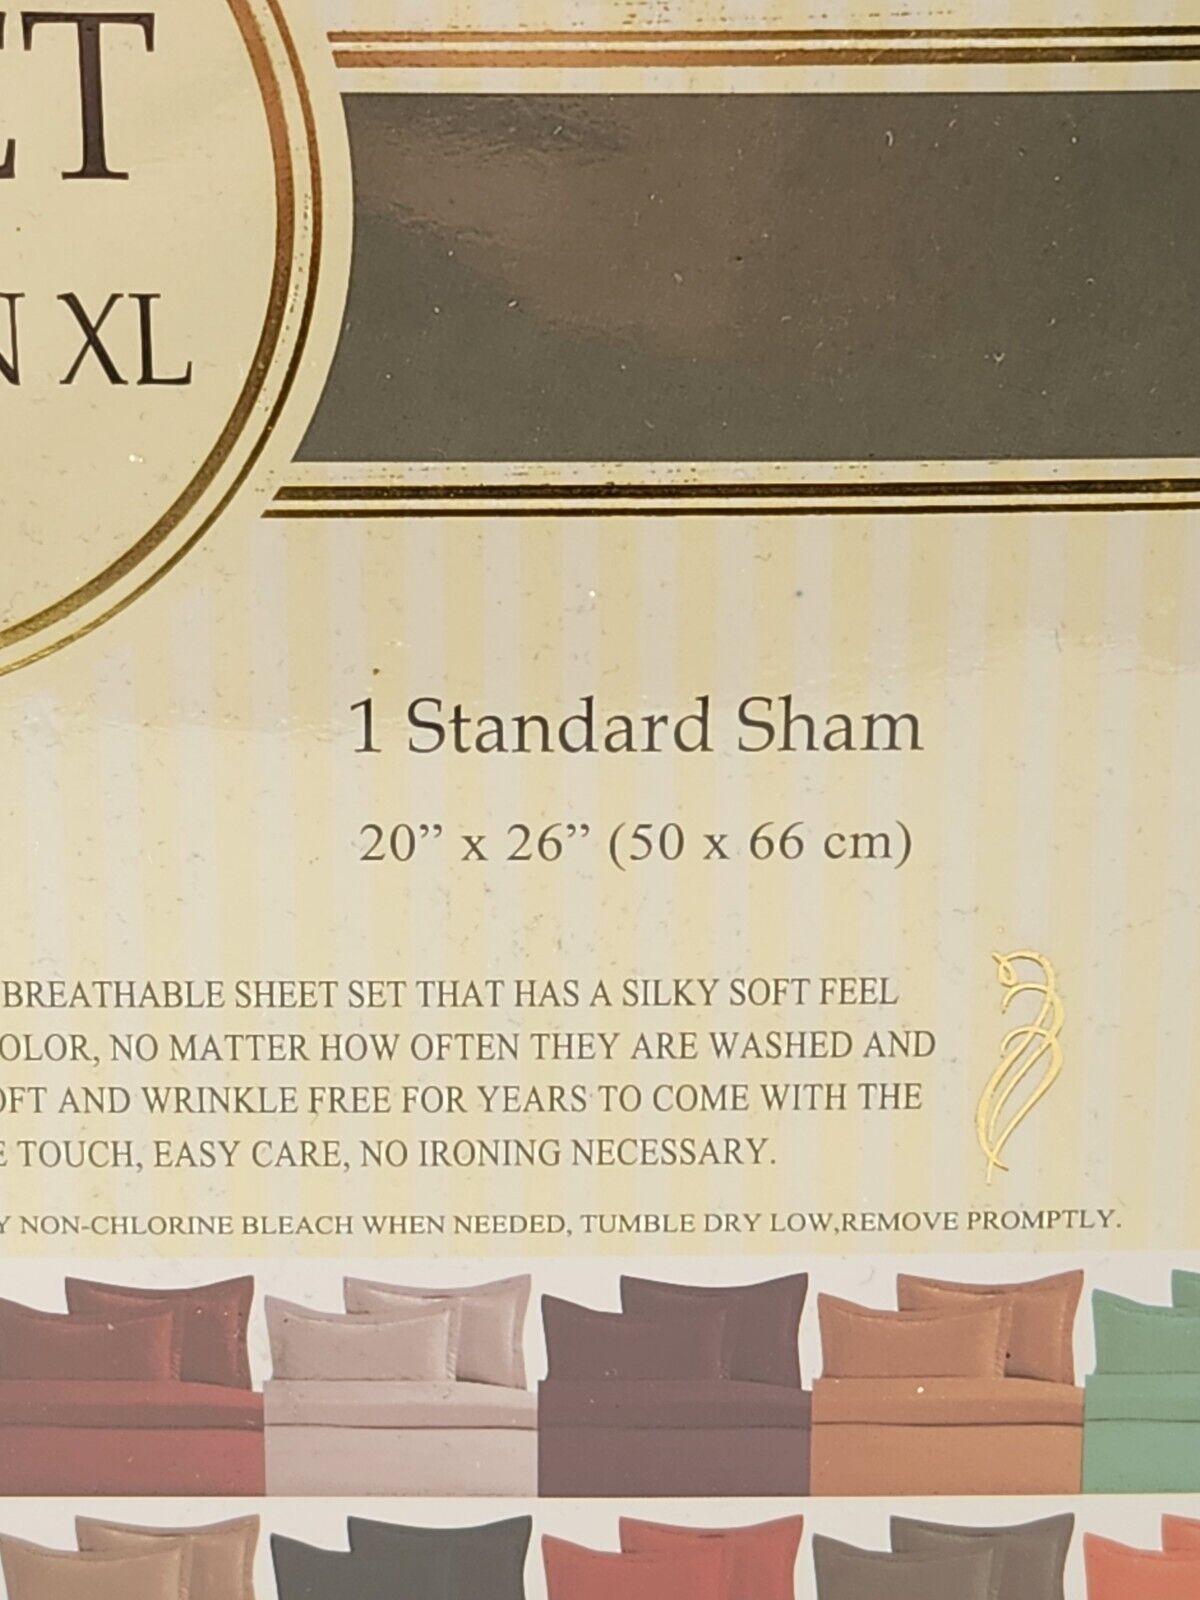 XL
1 Standard Sham
20” x 26” (50 x 66 cm)
BREATHABLE SHEET SET THAT HAS A SILKY SOFT FEEL
OLOR, NO MATTER HOW OFTEN THEY ARE WASHED AND
OFT AND WRINKLE FREE FOR YEARS TO COME WITH THE
E TOUCH, EASY CARE, NO IRONING NECESSARY.
Y NON-CHLORINE BLEACH WHEN NEEDED, TUMBLE DRY LOW,REMOVE PROMPTLY.